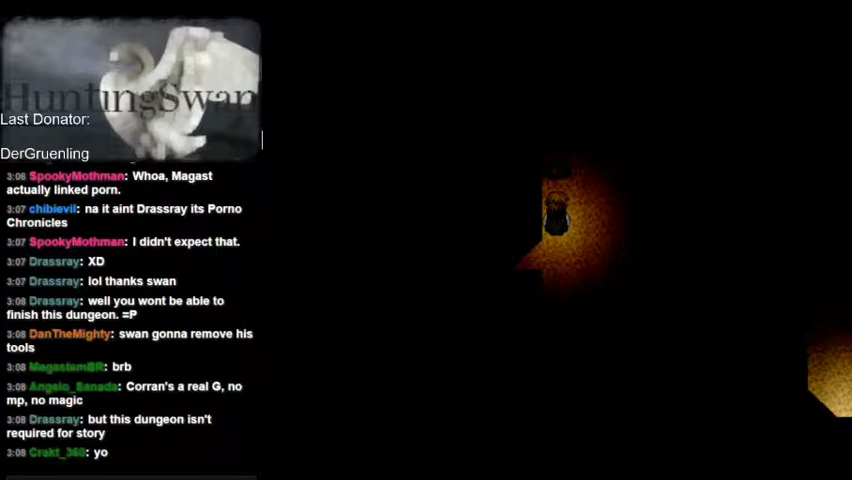 HuntingSwan
Last Donator:
DerGruenling
3:06 SpookyMothman: Whoa, Magast
actually linked porn.
3:07 chibievil: na it aint Drassray its Porno
Chronicles
3:07 SpookyMothman: I didn't expect that.
3:07 Drassray: XD
3:07 Drassray: lol thanks swan
3:08 Drassray: well you wont be able to
finish this dungeon. =P
3:08 DanTheMighty: swan gonna remove his
tools
3:08 MagastemBR: brb
3:08 Angelo_Sanada: Corran's a real G, no
mp, no magic
3:08 Drassray: but this dungeon isn't
required for story
3:08 Crakt_360: yo